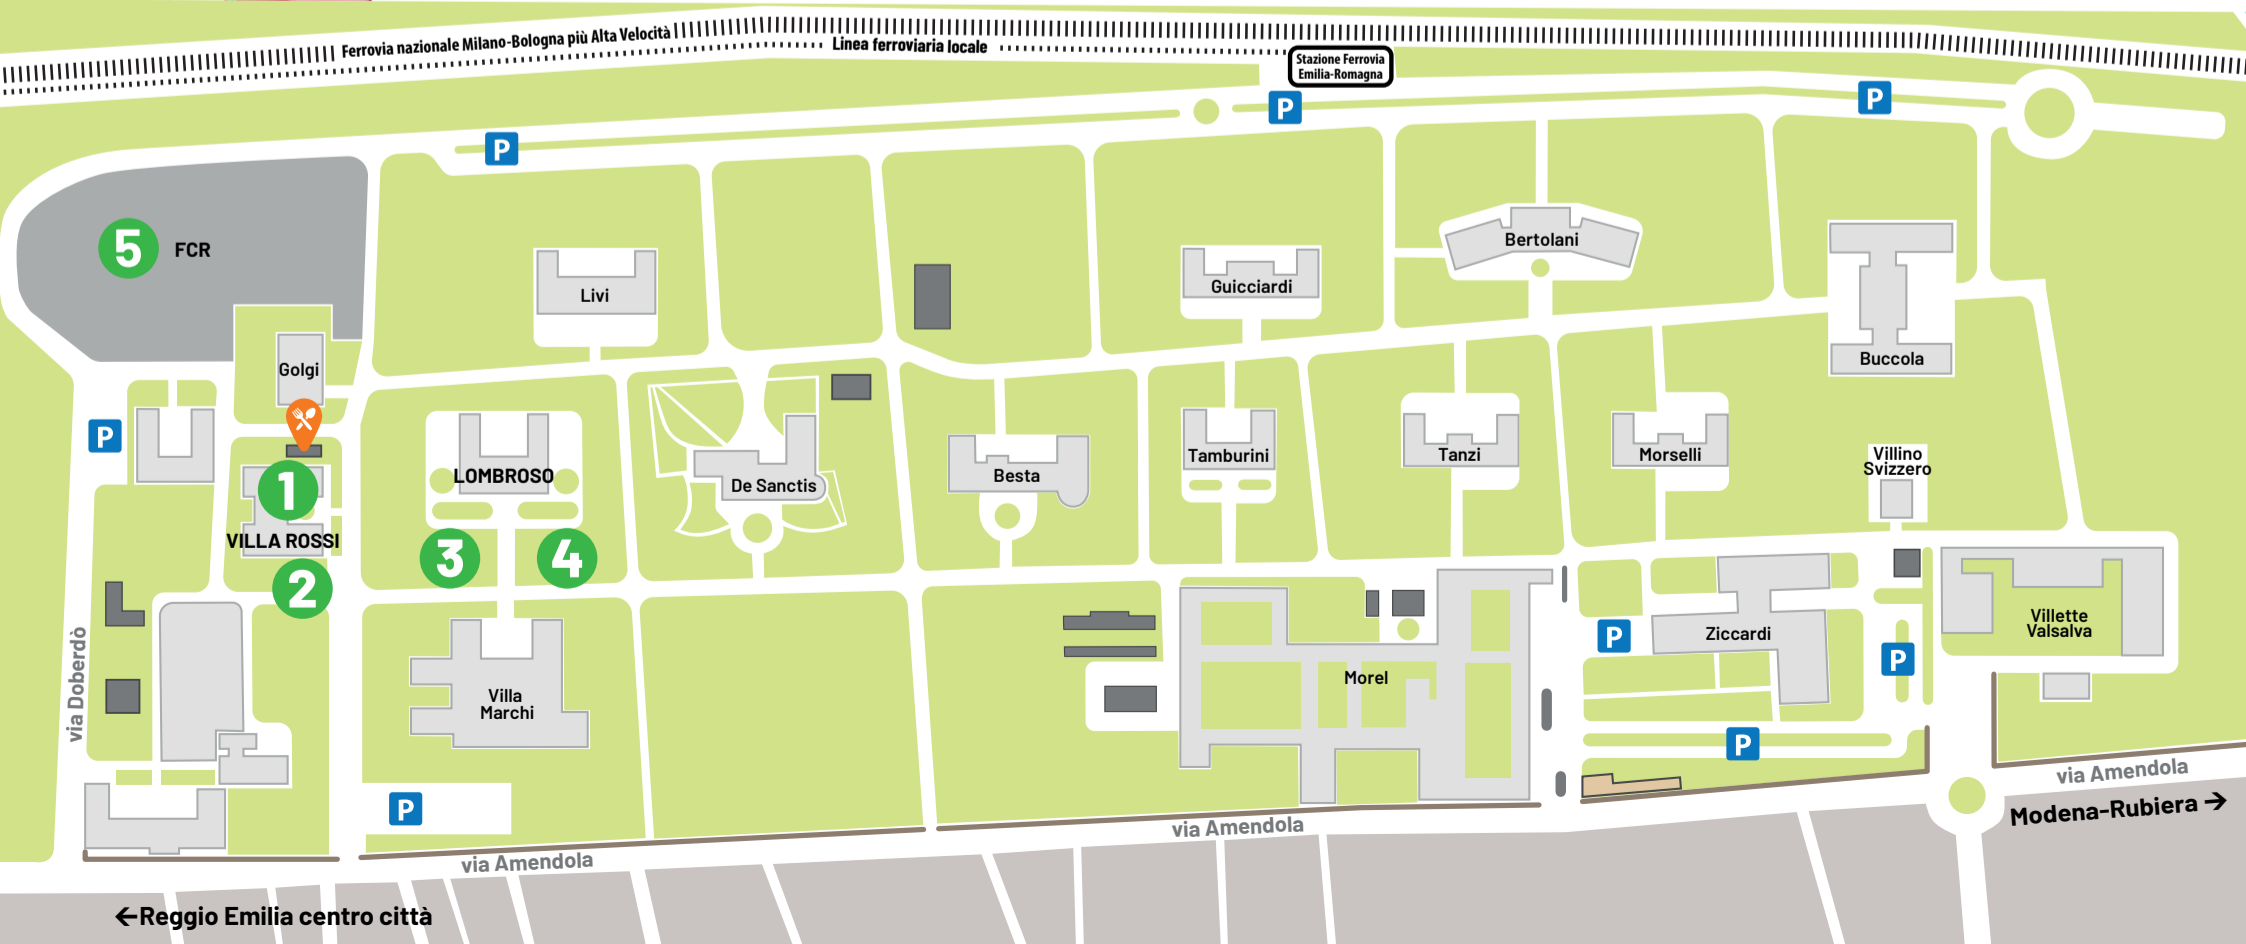 Ferrovia nazionale Milano-Bologna più Alta Velocità
Linea ferroviaria locale
Stazione Ferrovia
Emilia-Romagna
P
P
P
5
FCR
Livi
Guicciardi
Bertolani
Buccola
Golgi
P
1
VILLA ROSSI
2
LOMBROSO
3
4
De Sanctis
Besta
Tamburini
Tanzi
Morselli
Villino
Svizzero
via Doberdò
Villa
Marchi
P
Morel
P
Ziccardi
P
P
Villette
Valsalva
via Amendola
via Amendola
via Amendola
Modena-Rubiera →
←Reggio Emilia centro città